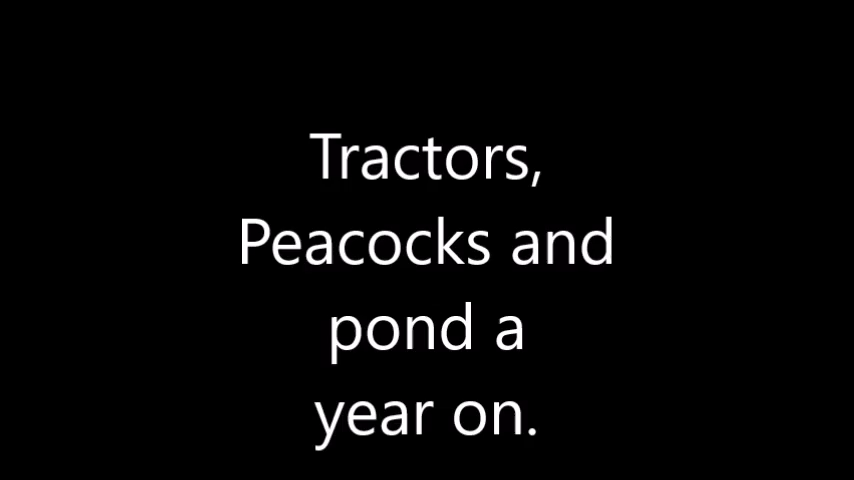 Tractors,
Peacocks and
pond a
year on.